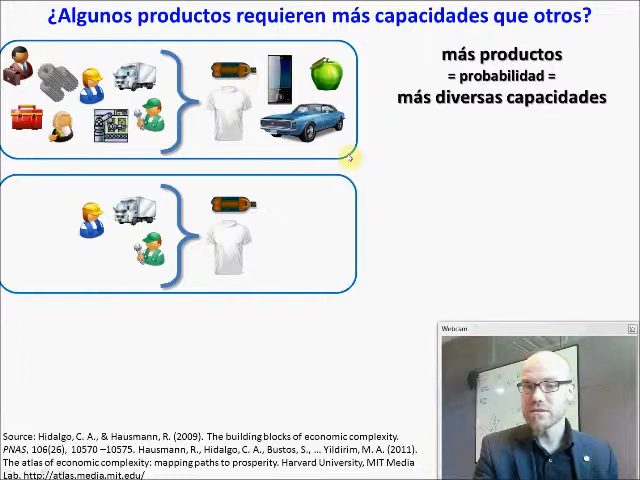 ¿Algunos productos requieren más capacidades que otros?
más productos
= probabilidad =
más diversas capacidades
Webcam
Source: Hidalgo, C. A., & Hausmann, R. (2009). The building blocks of economic complexity.
PNAS, 106(26), 10570 –10575. Hausmann, R., Hidalgo, C. A., Bustos, S., ... Yildirim, M. A. (2011).
The atlas of economic complexity: mapping paths to prosperity. Harvard University, MIT Media
Lab. http://atlas.media.mit.edu/